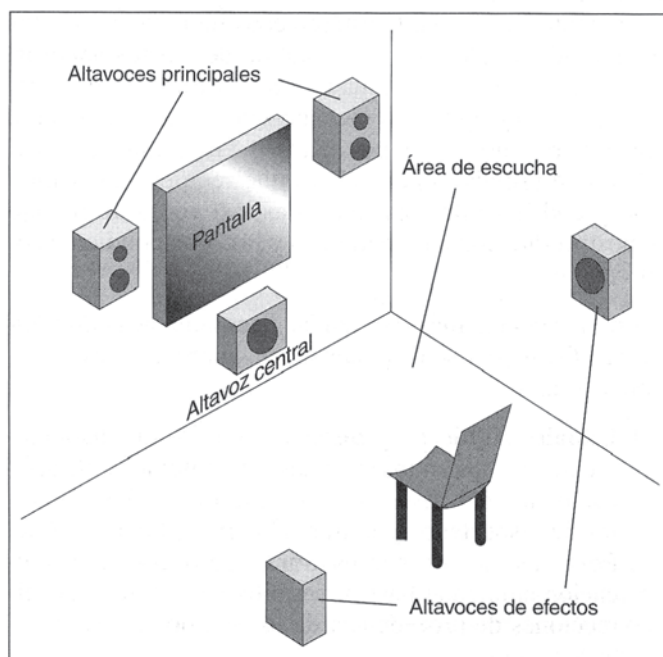 Altavoces principales
Área de escucha
Pantalla
Altavoz central
Altavoces de efectos